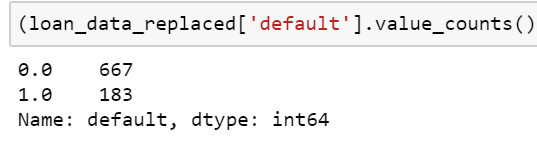 (loan_data_replaced['default'].value_counts()
0.0    667
1.0    183
Name: default, dtype: int64